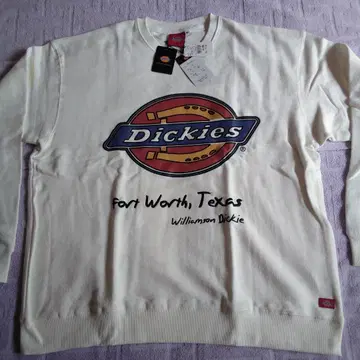 Dickies
®
Fort Worth, Texas
Williamson Dickie